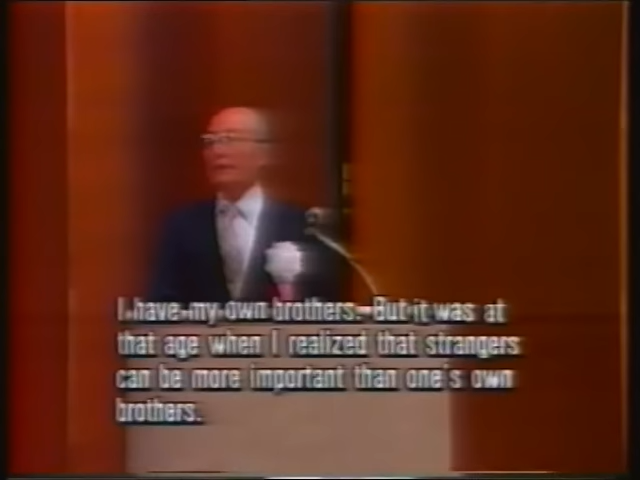 I have my own brothers. But it was at
that age when I realized that strangers
can be more important than one's own
brothers.